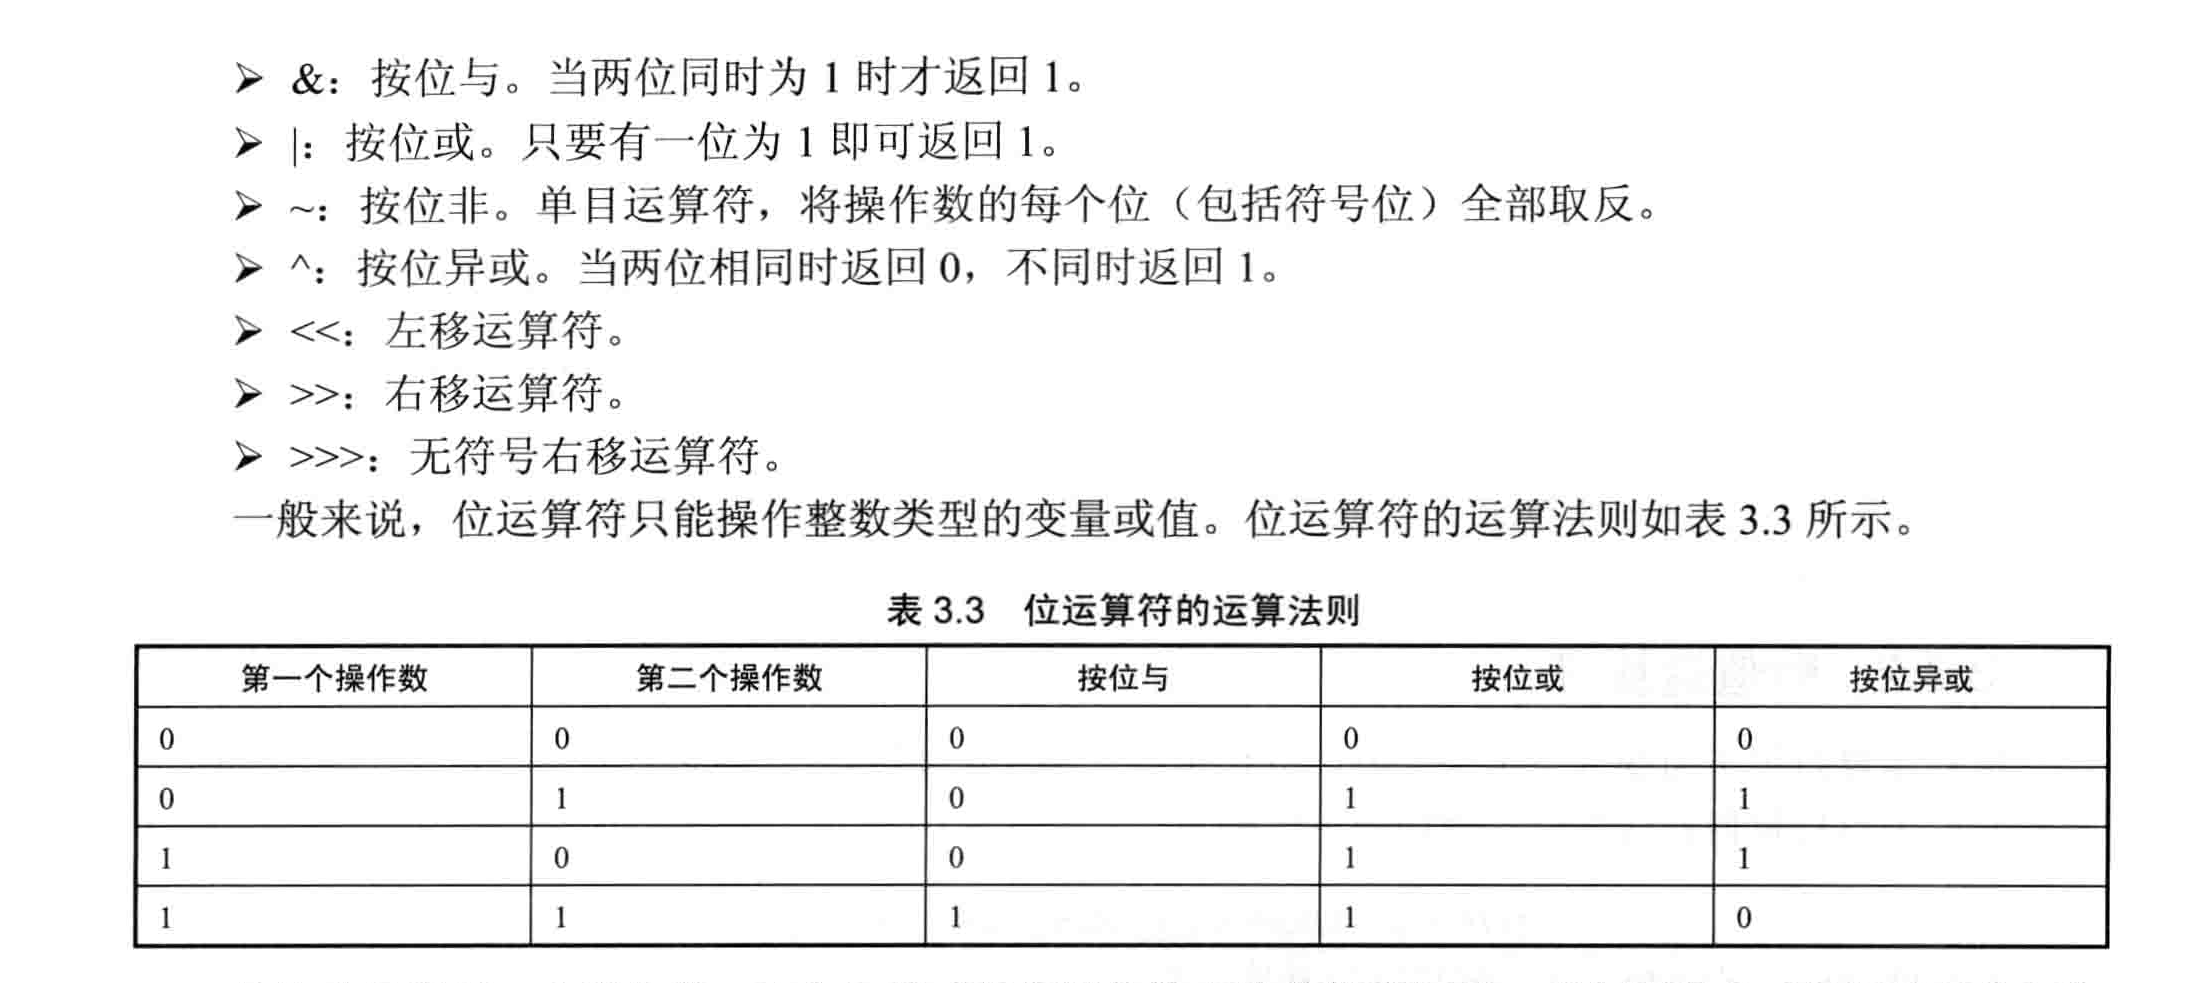 ➢ &：按位与。当两位同时为 1 时才返回 1。
➢ |：按位或。只要有一位为 1 即可返回 1。
➢ ~：按位非。单目运算符，将操作数的每个位（包括符号位）全部取反。
➢ ^：按位异或。当两位相同时返回 0，不同时返回 1。
➢ <<：左移运算符。
➢ >>：右移运算符。
➢ >>>：无符号右移运算符。
一般来说，位运算符只能操作整数类型的变量或值。位运算符的运算法则如表 3.3 所示。
表 3.3 位运算符的运算法则
第一个操作数 第二个操作数 按位与 按位或 按位异或
0 0 0 0 0
0 1 0 1 1
1 0 0 1 1
1 1 1 1 0